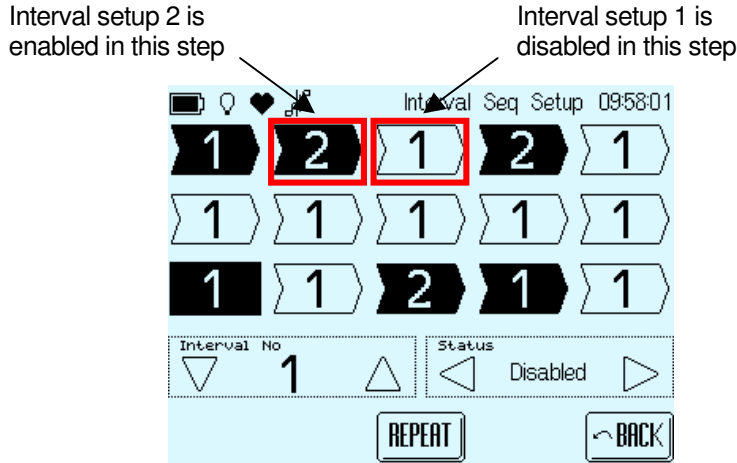 Interval setup 2 is
enabled in this step
Interval setup 1 is
disabled in this step
Interval Seq Setup 09:58:01
1 2 1 2 1
1 1 1 1 1
1 1 2 1 1
Interval No
1
Status
Disabled
REPEAT
BACK